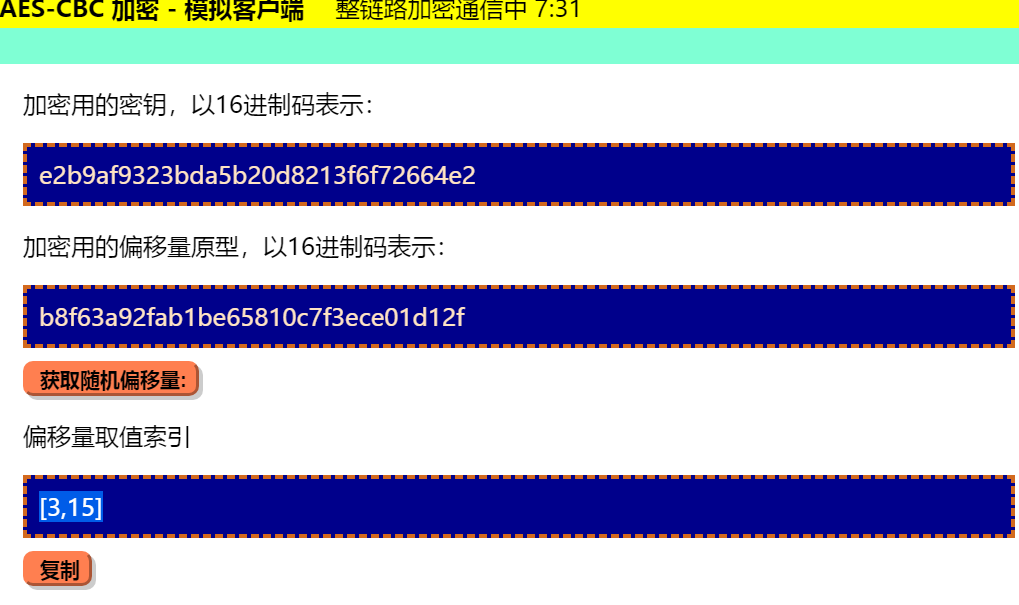 AES-CBC 加密 - 模拟客户端 整链路加密通信中 7:31
加密用的密钥，以16进制码表示：
e2b9af9323bda5b20d8213f6f72664e2
加密用的偏移量原型，以16进制码表示：
b8f63a92fab1be65810c7f3ece01d12f
获取随机偏移量:
偏移量取值索引
[3,15]
复制